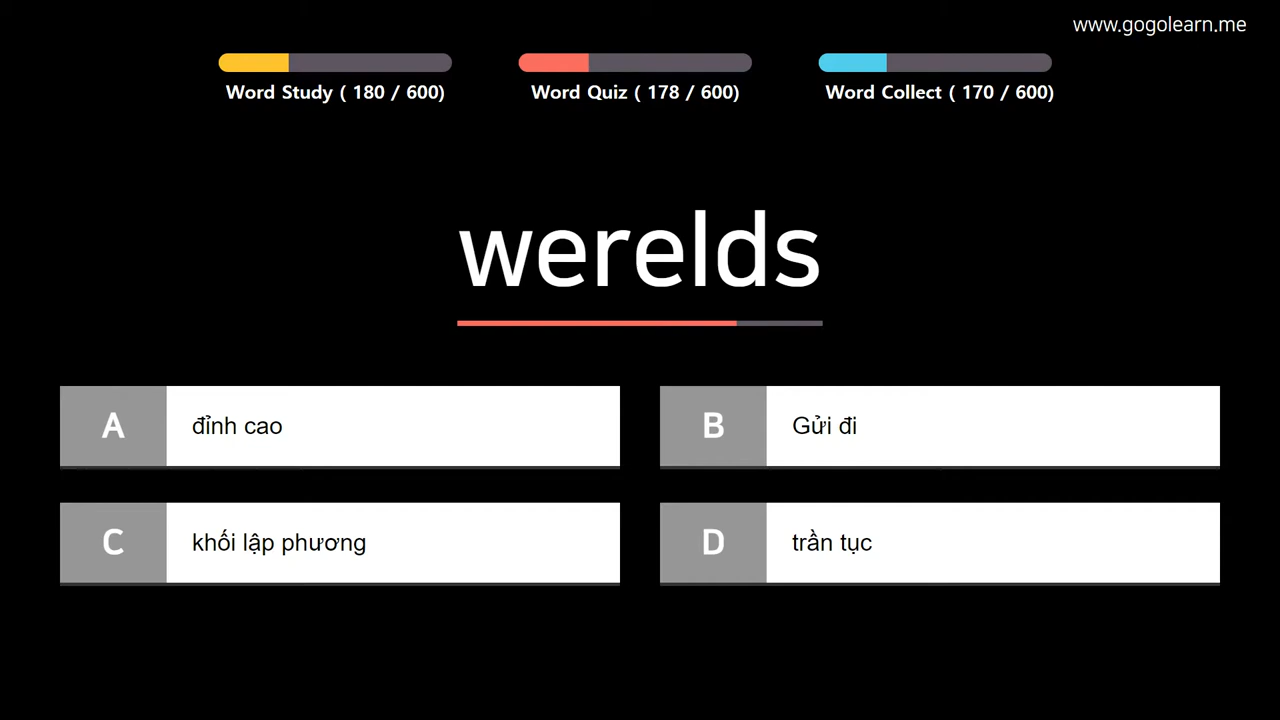 www.gogolearn.me
Word Study ( 180 / 600)
Word Quiz ( 178 / 600)
Word Collect ( 170 / 600)
werelds
A đỉnh cao
B Gửi đi
C khối lập phương
D trần tục